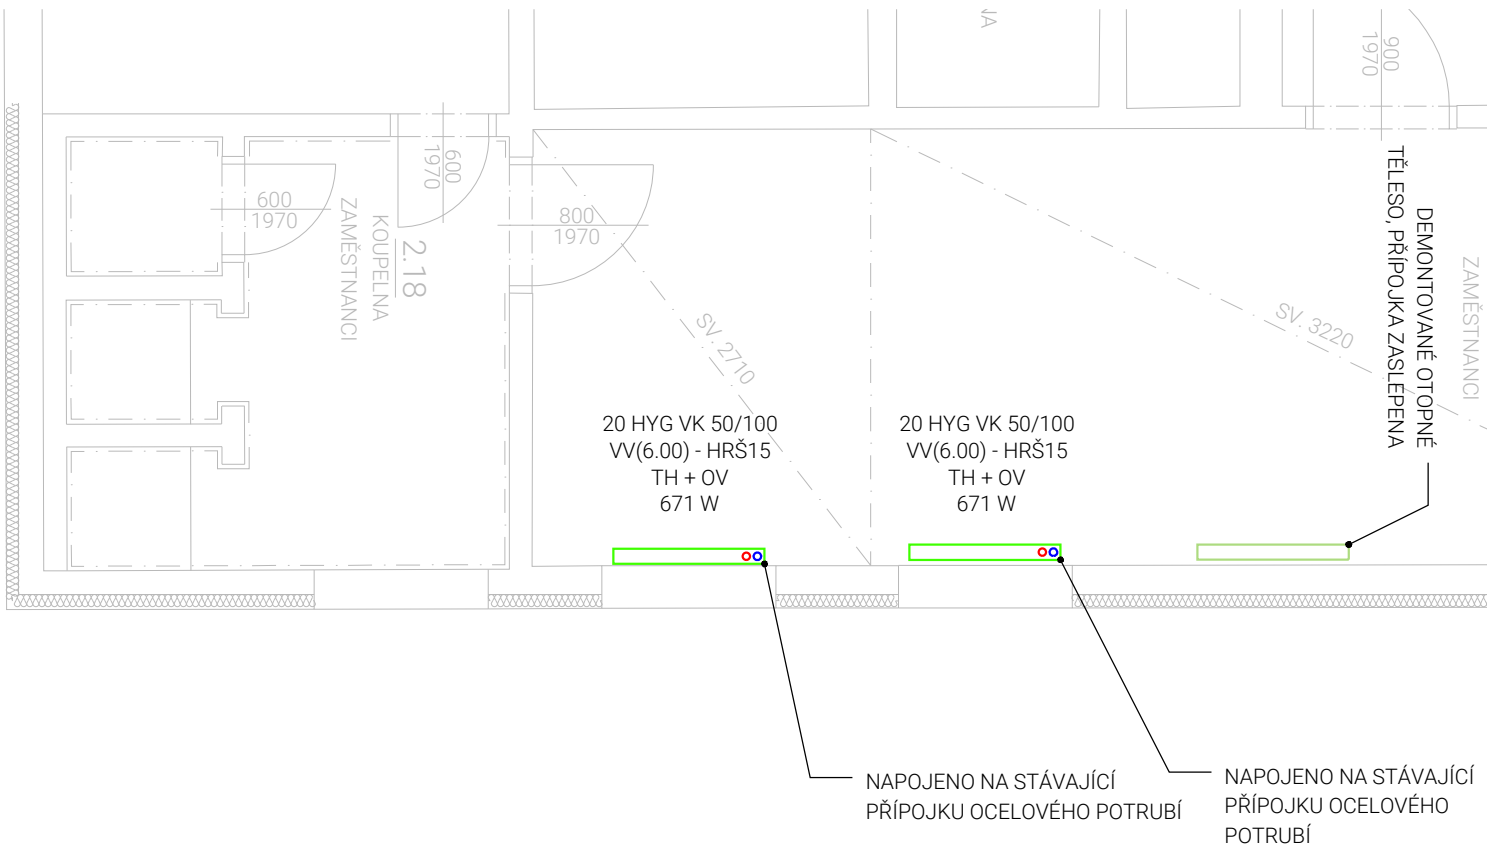 NA
900
1970
600
1970
600
1970
800
1970
2.18
KOUPELNA
ZAMĚSTNANCI
SV. 2710
SV. 3220
ZAMĚSTNANCI
DEMONTOVANÉ OTOPNÉ
TĚLESO, PŘÍPOJKA ZASLEPENA
20 HYG VK 50/100
VV(6.00) - HRŠ15
TH + OV
671 W
20 HYG VK 50/100
VV(6.00) - HRŠ15
TH + OV
671 W
NAPOJENO NA STÁVAJÍCÍ
PŘÍPOJKU OCELOVÉHO POTRUBÍ
NAPOJENO NA STÁVAJÍCÍ
PŘÍPOJKU OCELOVÉHO
POTRUBÍ